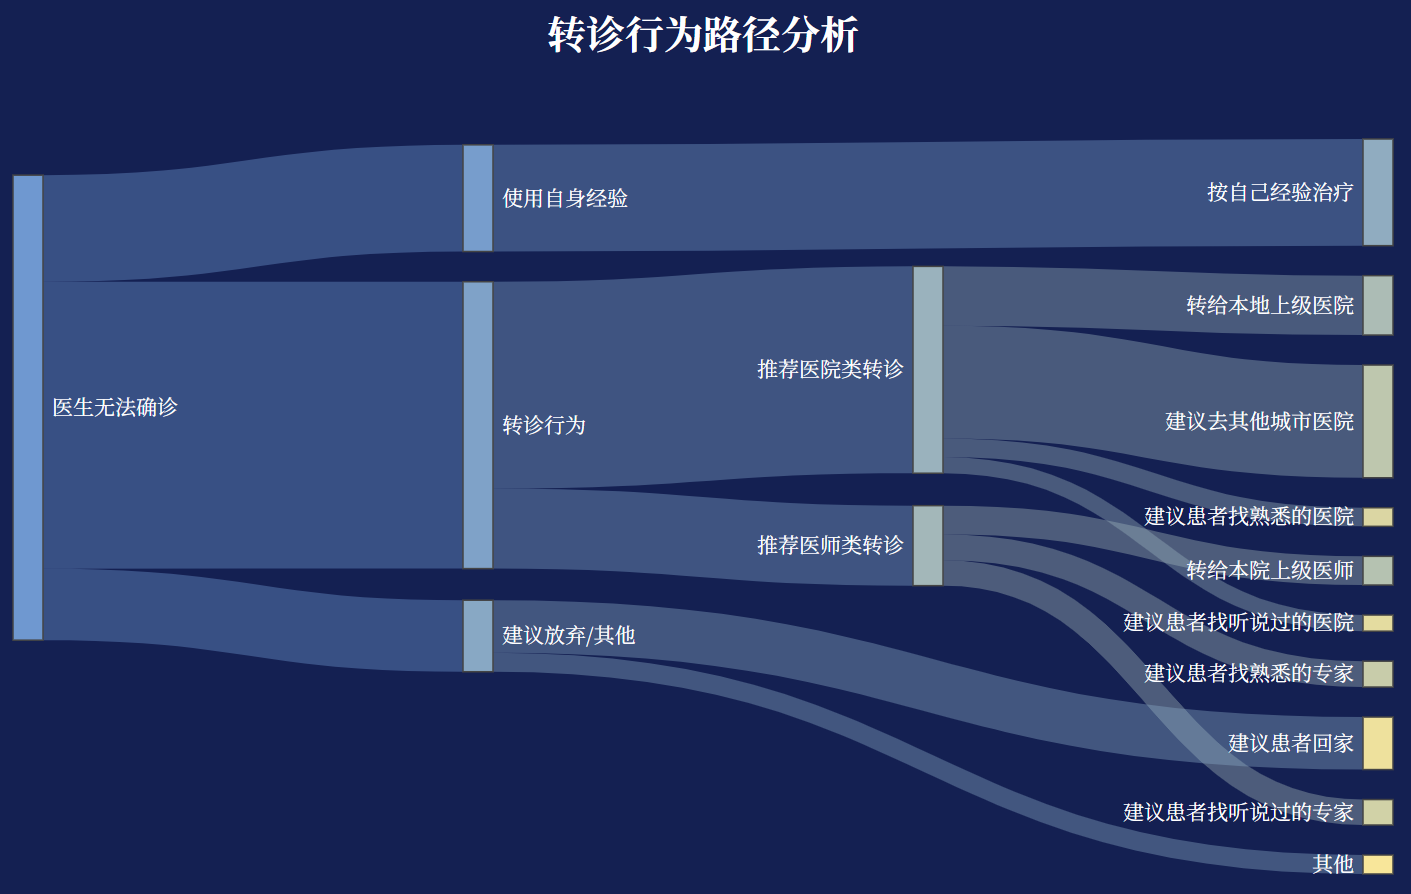 转诊行为路径分析
医生无法确诊
使用自身经验
转诊行为
建议放弃/其他
推荐医院类转诊
推荐医师类转诊
按自己经验治疗
转给本地上级医院
建议去其他城市医院
建议患者找熟悉的医院
转给本院上级医师
建议患者找听说过的医院
建议患者找熟悉的专家
建议患者回家
建议患者找听说过的专家
其他